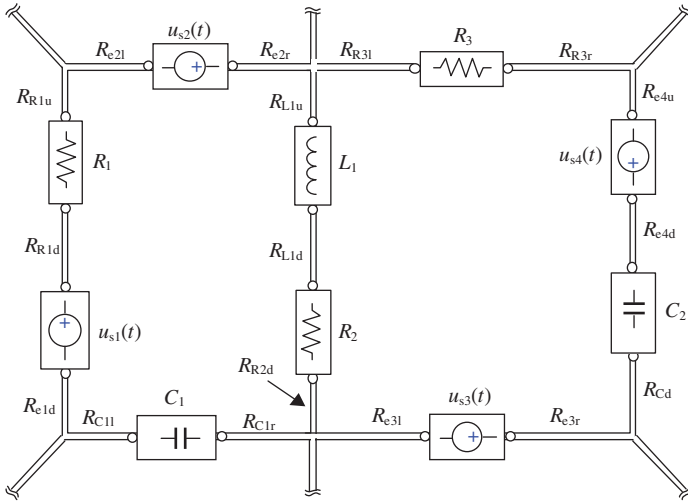 u_s2(t)
R_e2l
R_e2r
R_R3l
R_3
R_R3r
R_R1u
R_L1u
R_e4u
R_1
L_1
u_s4(t)
R_R1d
R_L1d
R_e4d
u_s1(t)
R_2
C_2
R_R2d
R_e1d
R_C1l
C_1
R_C1r
R_e3l
u_s3(t)
R_e3r
R_Cd